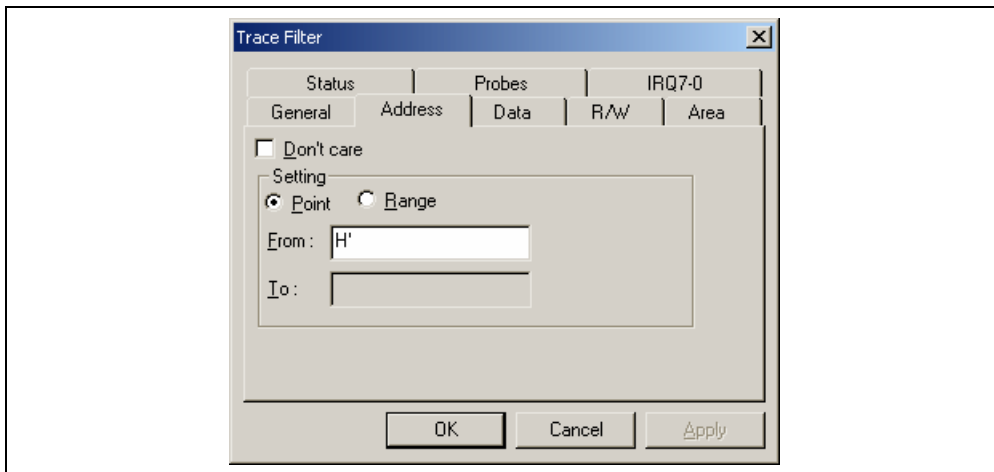 Trace Filter
Status Probes IRQ7-0
General Address Data R/W Area
Don't care
Setting
Point Range
From : H'
To :
OK Cancel Apply